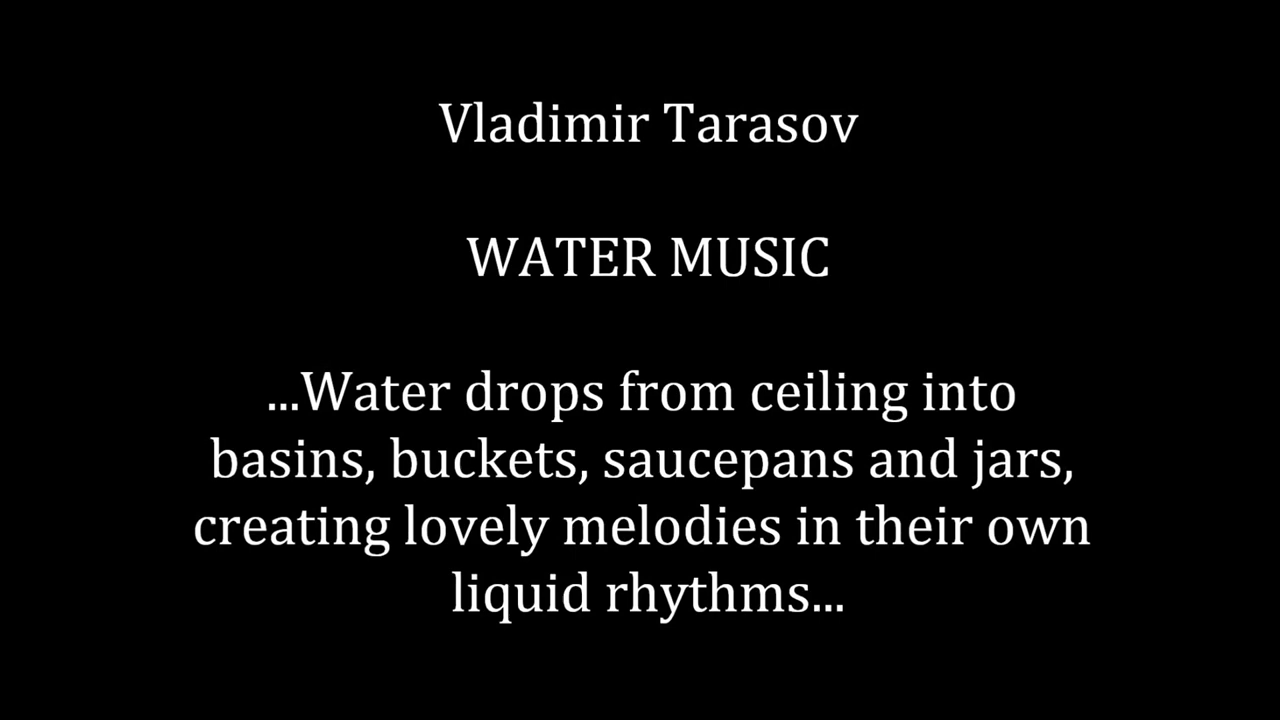 Vladimir Tarasov
WATER MUSIC
...Water drops from ceiling into
basins, buckets, saucepans and jars,
creating lovely melodies in their own
liquid rhythms...